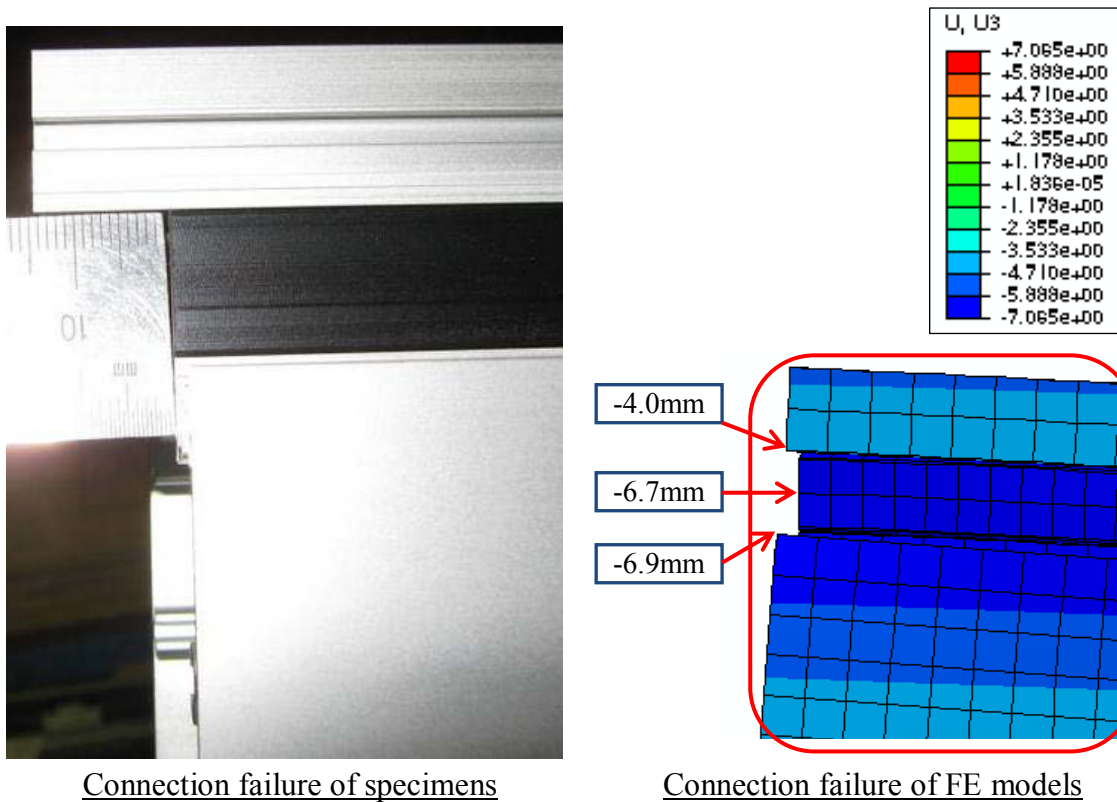 U, U3
+7.065e+00
+5.888e+00
+4.710e+00
+3.533e+00
+2.355e+00
+1.178e+00
+1.836e-05
-1.178e+00
-2.355e+00
-3.533e+00
-4.710e+00
-5.888e+00
-7.065e+00
10
mm
-4.0mm
-6.7mm
-6.9mm
Connection failure of specimens
Connection failure of FE models